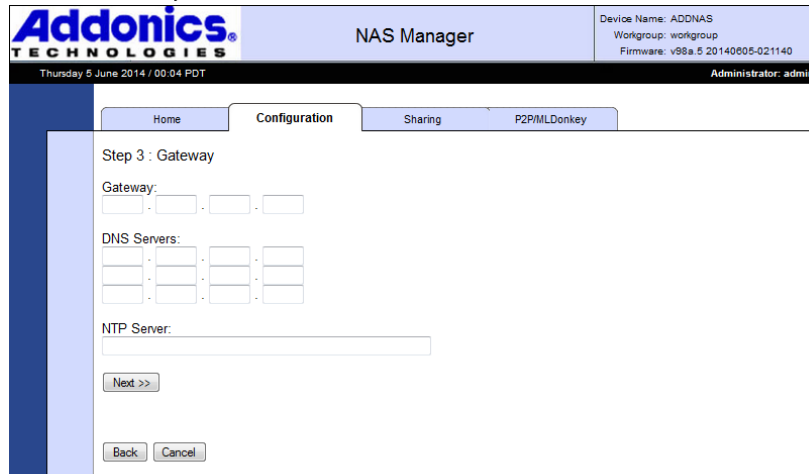 Addonics®
TECHNOLOGIES
NAS Manager
Device Name: ADDNAS
Workgroup: workgroup
Firmware: v98a.5 20140605-021140
Thursday 5 June 2014 / 00:04 PDT
Administrator: admi
Home Configuration Sharing P2P/MLDonkey
Step 3 : Gateway
Gateway:
. . .
DNS Servers:
. . .
. . .
. . .
NTP Server:
Next >>
Back Cancel